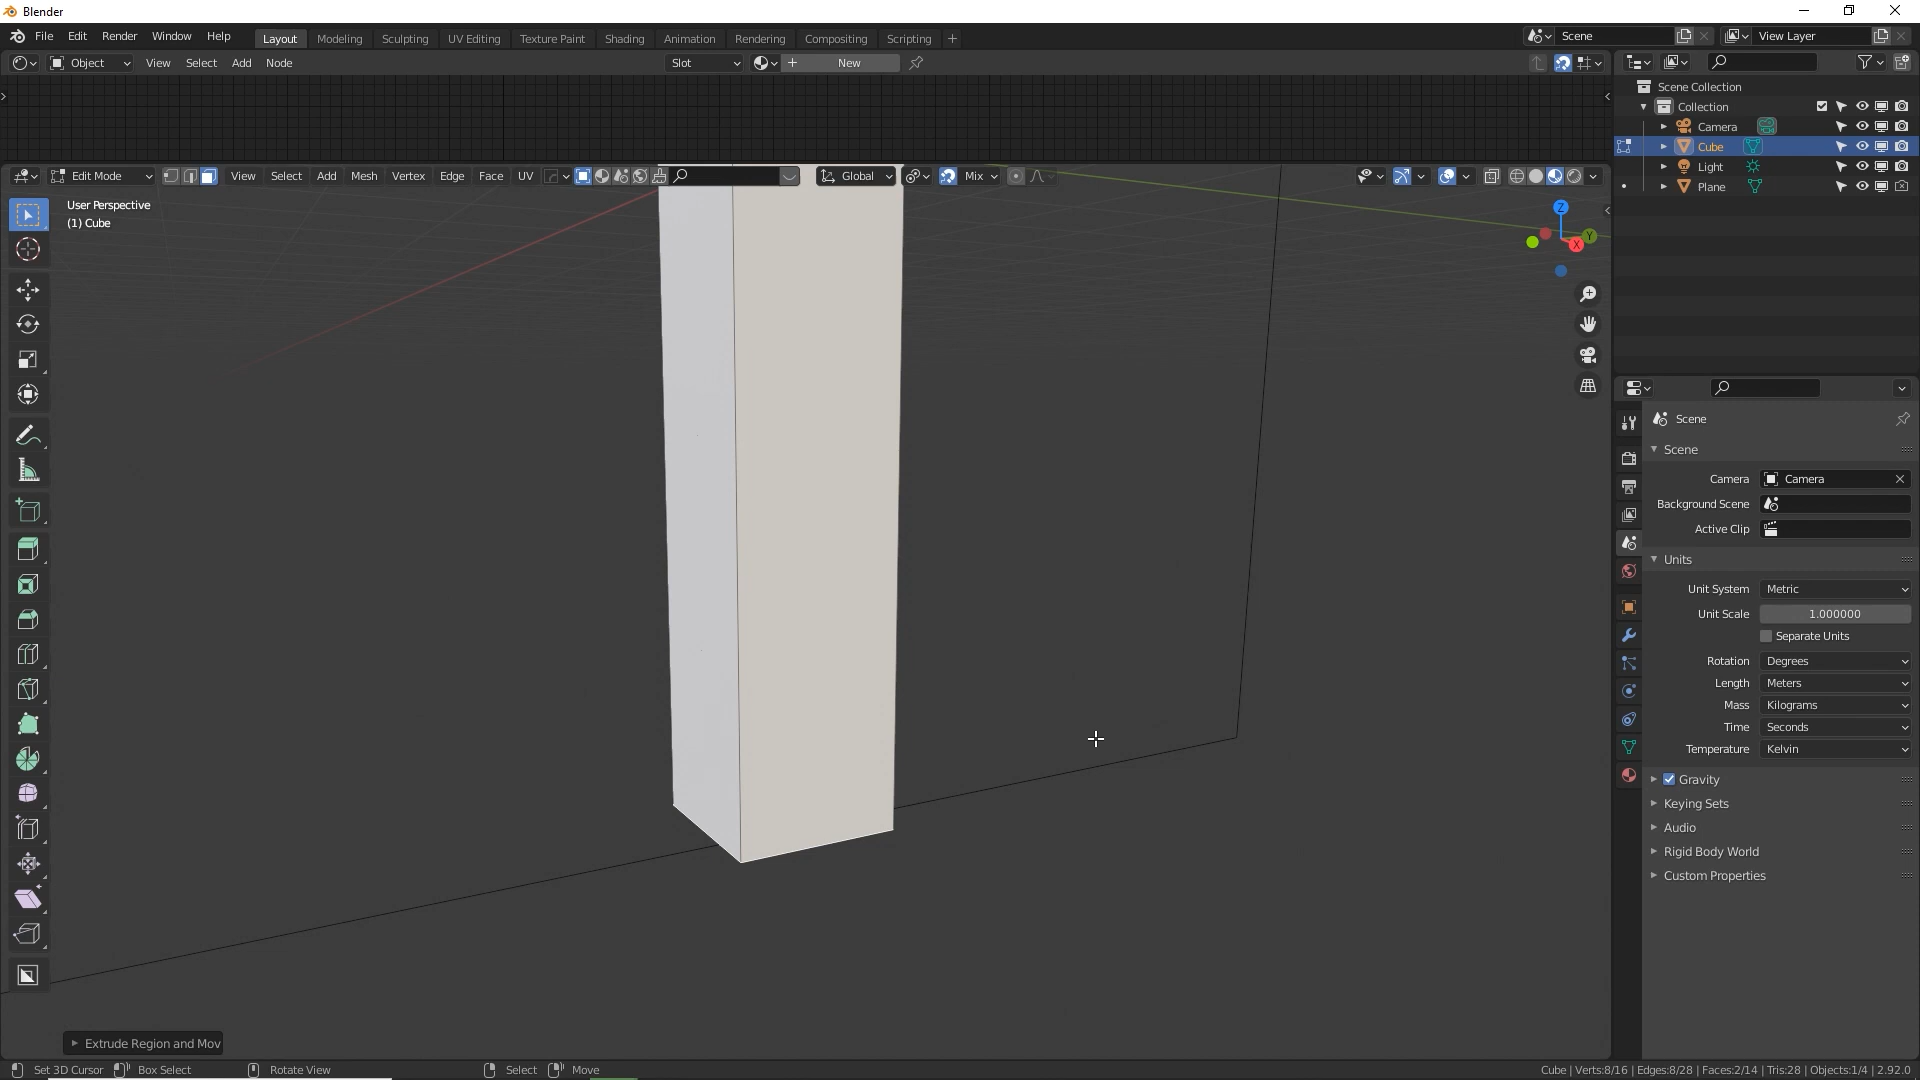 Blender
File Edit Render Window Help Layout Modeling Sculpting UV Editing Texture Paint Shading Animation Rendering Compositing Scripting + Scene View Layer
Object View Select Add Node Slot New
Scene Collection
Collection
Camera
Cube
Light
Plane
Edit Mode View Select Add Mesh Vertex Edge Face UV Global Mix
User Perspective
(1) Cube
Z
Y
X
Scene
Scene
Camera Camera
Background Scene
Active Clip
Units
Unit System Metric
Unit Scale 1.000000
Separate Units
Rotation Degrees
Length Meters
Mass Kilograms
Time Seconds
Temperature Kelvin
Gravity
Keying Sets
Audio
Rigid Body World
Custom Properties
Extrude Region and Mov
Set 3D Cursor Box Select Rotate View Select Move Cube | Verts:8/16 | Edges:8/28 | Faces:2/14 | Tris:28 | Objects:1/4 | 2.92.0